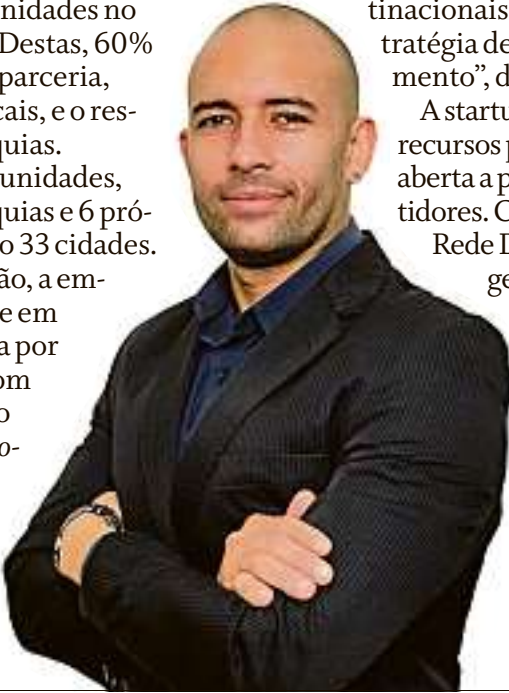 nidades no
Destas, 60%
parceria,
cais, e o res-
quias.
unidades,
quias e 6 pró-
o 33 cidades.
ão, a em-
e em
a por
om
o
o-
tinacionais
tratégia de
mento”, d
A startu
recursos p
aberta a p
tidores. C
Rede D
ge